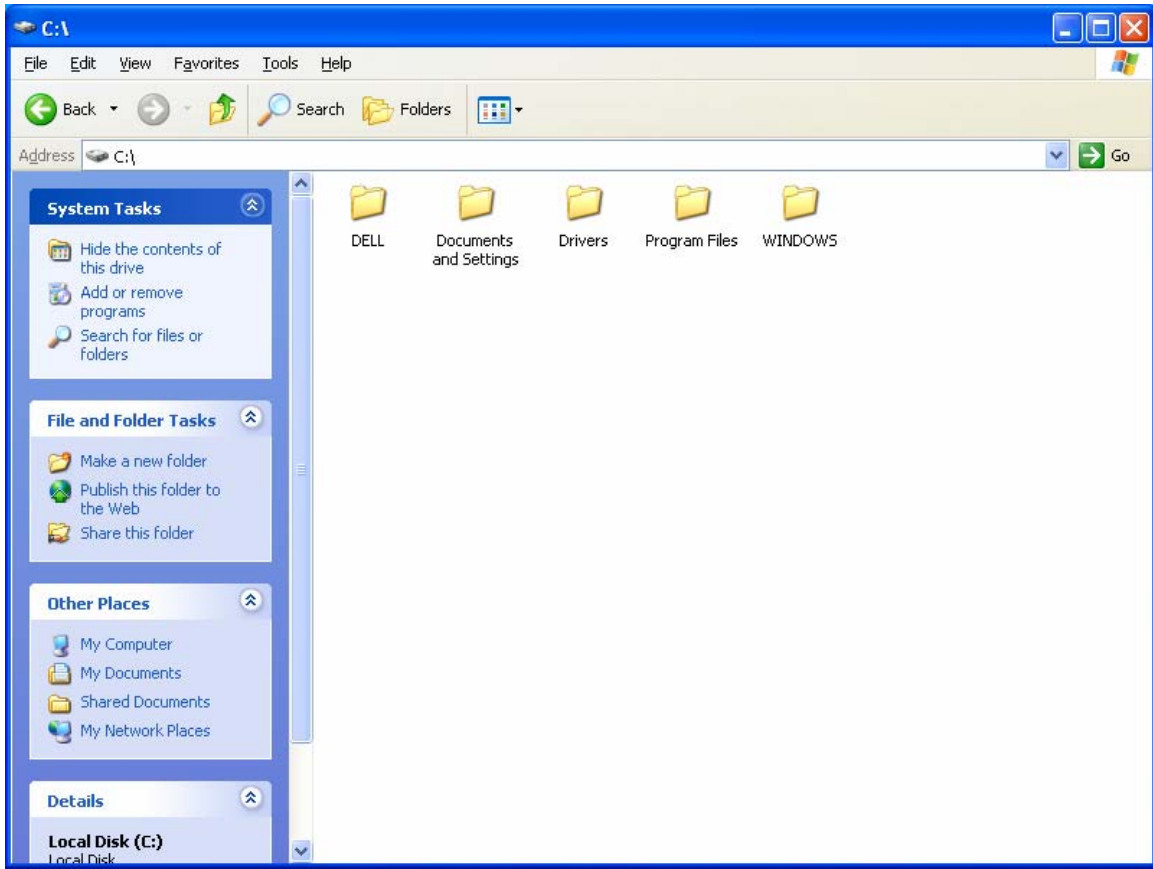 C:\
File Edit View Favorites Tools Help
Back Search Folders
Address C:\ Go
System Tasks
Hide the contents of
this drive
Add or remove
programs
Search for files or
folders
File and Folder Tasks
Make a new folder
Publish this folder to
the Web
Share this folder
Other Places
My Computer
My Documents
Shared Documents
My Network Places
Details
Local Disk (C:)
Local Disk
DELL Documents Drivers Program Files WINDOWS
and Settings